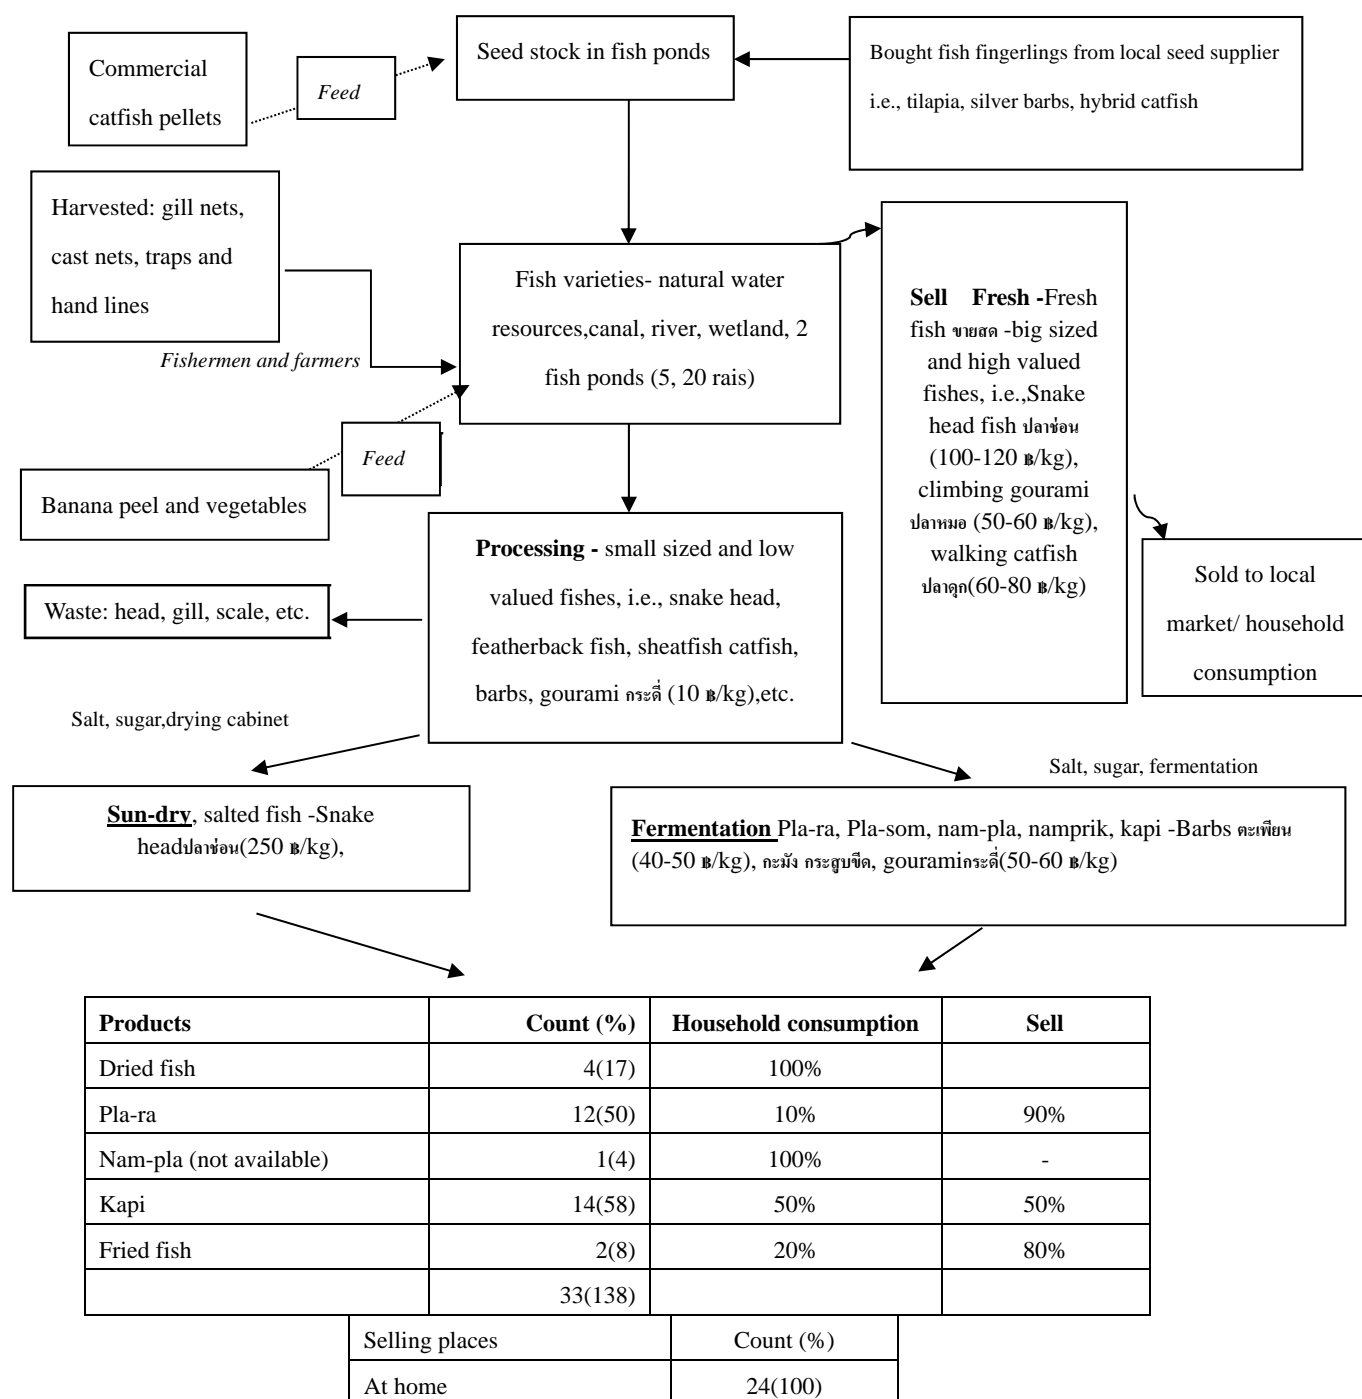 Commercial
catfish pellets
Feed
Seed stock in fish ponds
Bought fish fingerlings from local seed supplier
i.e., tilapia, silver barbs, hybrid catfish
Harvested: gill nets,
cast nets, traps and
hand lines
Fishermen and farmers
Fish varieties- natural water
resources,canal, river, wetland, 2
fish ponds (5, 20 rais)
Sell Fresh -Fresh
fish ขายสด -big sized
and high valued
fishes, i.e.,Snake
head fish ปลาช่อน
(100-120 ฿/kg),
climbing gourami
ปลาหมอ (50-60 ฿/kg),
walking catfish
ปลาดุก(60-80 ฿/kg)
Feed
Banana peel and vegetables
Processing - small sized and low
valued fishes, i.e., snake head,
featherback fish, sheatfish catfish,
barbs, gourami กระดี่ (10 ฿/kg),etc.
Sold to local
market/ household
consumption
Waste: head, gill, scale, etc.
Salt, sugar,drying cabinet
Salt, sugar, fermentation
Sun-dry, salted fish -Snake
headปลาช่อน(250 ฿/kg),
Fermentation Pla-ra, Pla-som, nam-pla, namprik, kapi -Barbs ตะเพียน
(40-50 ฿/kg), กะมัง กระสูบขีด, gouramiกระดี่(50-60 ฿/kg)
Products Count (%) Household consumption Sell
Dried fish 4(17) 100%
Pla-ra 12(50) 10% 90%
Nam-pla (not available) 1(4) 100% -
Kapi 14(58) 50% 50%
Fried fish 2(8) 20% 80%
33(138)
Selling places Count (%)
At home 24(100)